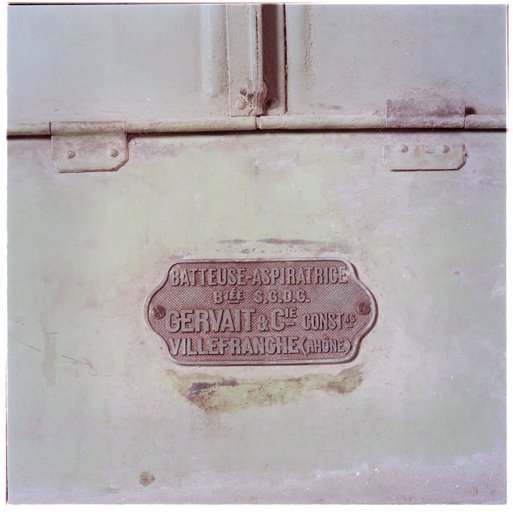 BATTEUSE-ASPIRATRICE
BTÉE S.G.D.G.
GERVAIT & CIE CONSTRS
VILLEFRANCHE (RHÔNE)